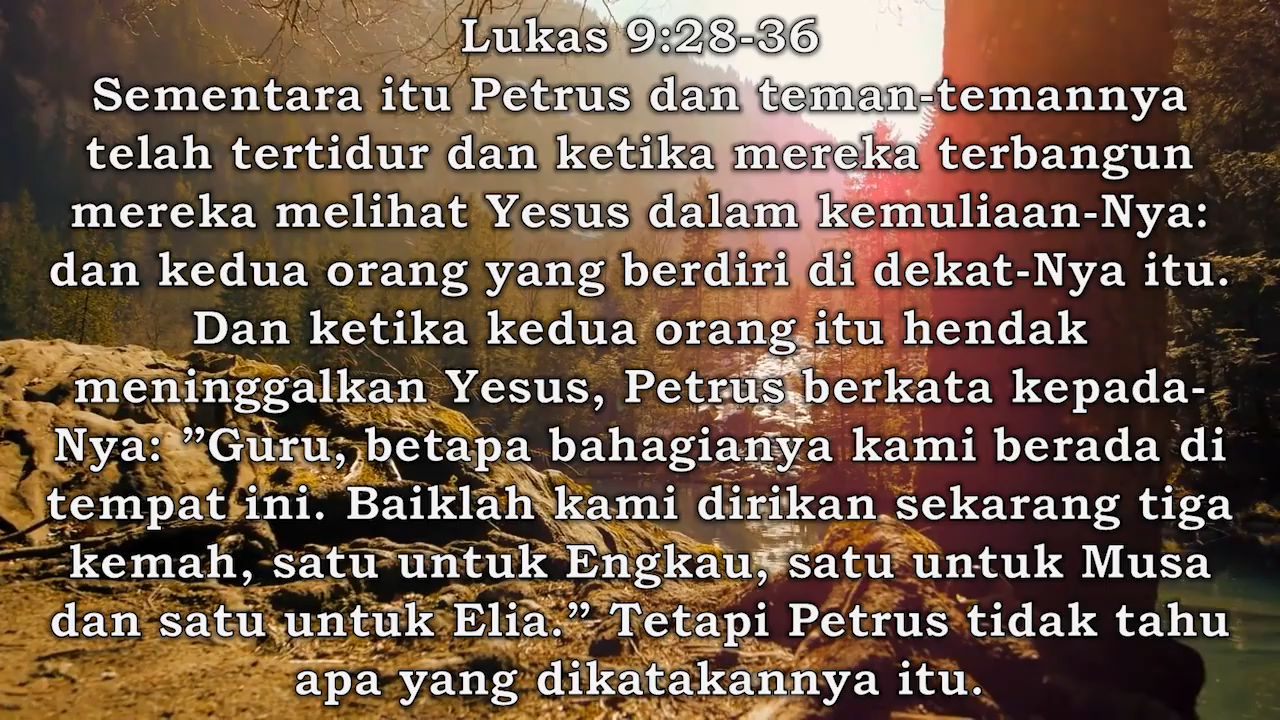 Lukas 9:28-36
Sementara itu Petrus dan teman-temannya
telah tertidur dan ketika mereka terbangun
mereka melihat Yesus dalam kemuliaan-Nya:
dan kedua orang yang berdiri di dekat-Nya itu.
Dan ketika kedua orang itu hendak
meninggalkan Yesus, Petrus berkata kepada-
Nya: ”Guru, betapa bahagianya kami berada di
tempat ini. Baiklah kami dirikan sekarang tiga
kemah, satu untuk Engkau, satu untuk Musa
dan satu untuk Elia.” Tetapi Petrus tidak tahu
apa yang dikatakannya itu.